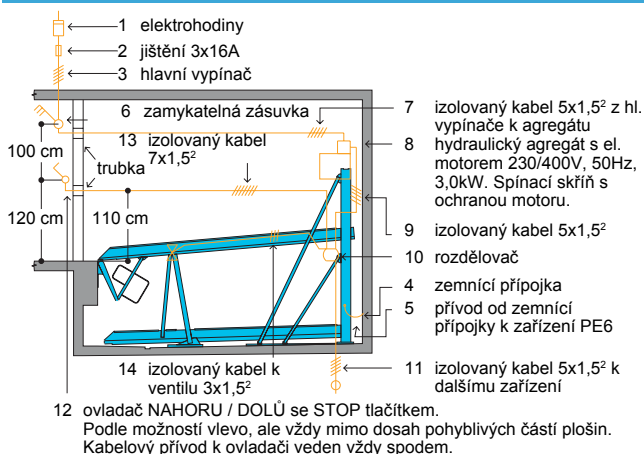 1 elektrohodiny
2 jištění 3x16A
3 hlavní vypínač
6 zamykatelná zásuvka
13 izolovaný kabel
7x1,5²
trubka
100 cm
120 cm
110 cm
7 izolovaný kabel 5x1,5² z hl.
vypínače k agregátu
8 hydraulický agregát s el.
motorem 230/400V, 50Hz,
3,0kW. Spínací skříň s
ochranou motoru.
9 izolovaný kabel 5x1,5²
10 rozdělovač
4 zemnící přípojka
5 přívod od zemnící
přípojky k zařízení PE6
14 izolovaný kabel k
ventilu 3x1,5²
11 izolovaný kabel 5x1,5² k
dalšímu zařízení
12 ovladač NAHORU / DOLŮ se STOP tlačítkem.
Podle možností vlevo, ale vždy mimo dosah pohyblivých částí plošin.
Kabelový přívod k ovladači veden vždy spodem.